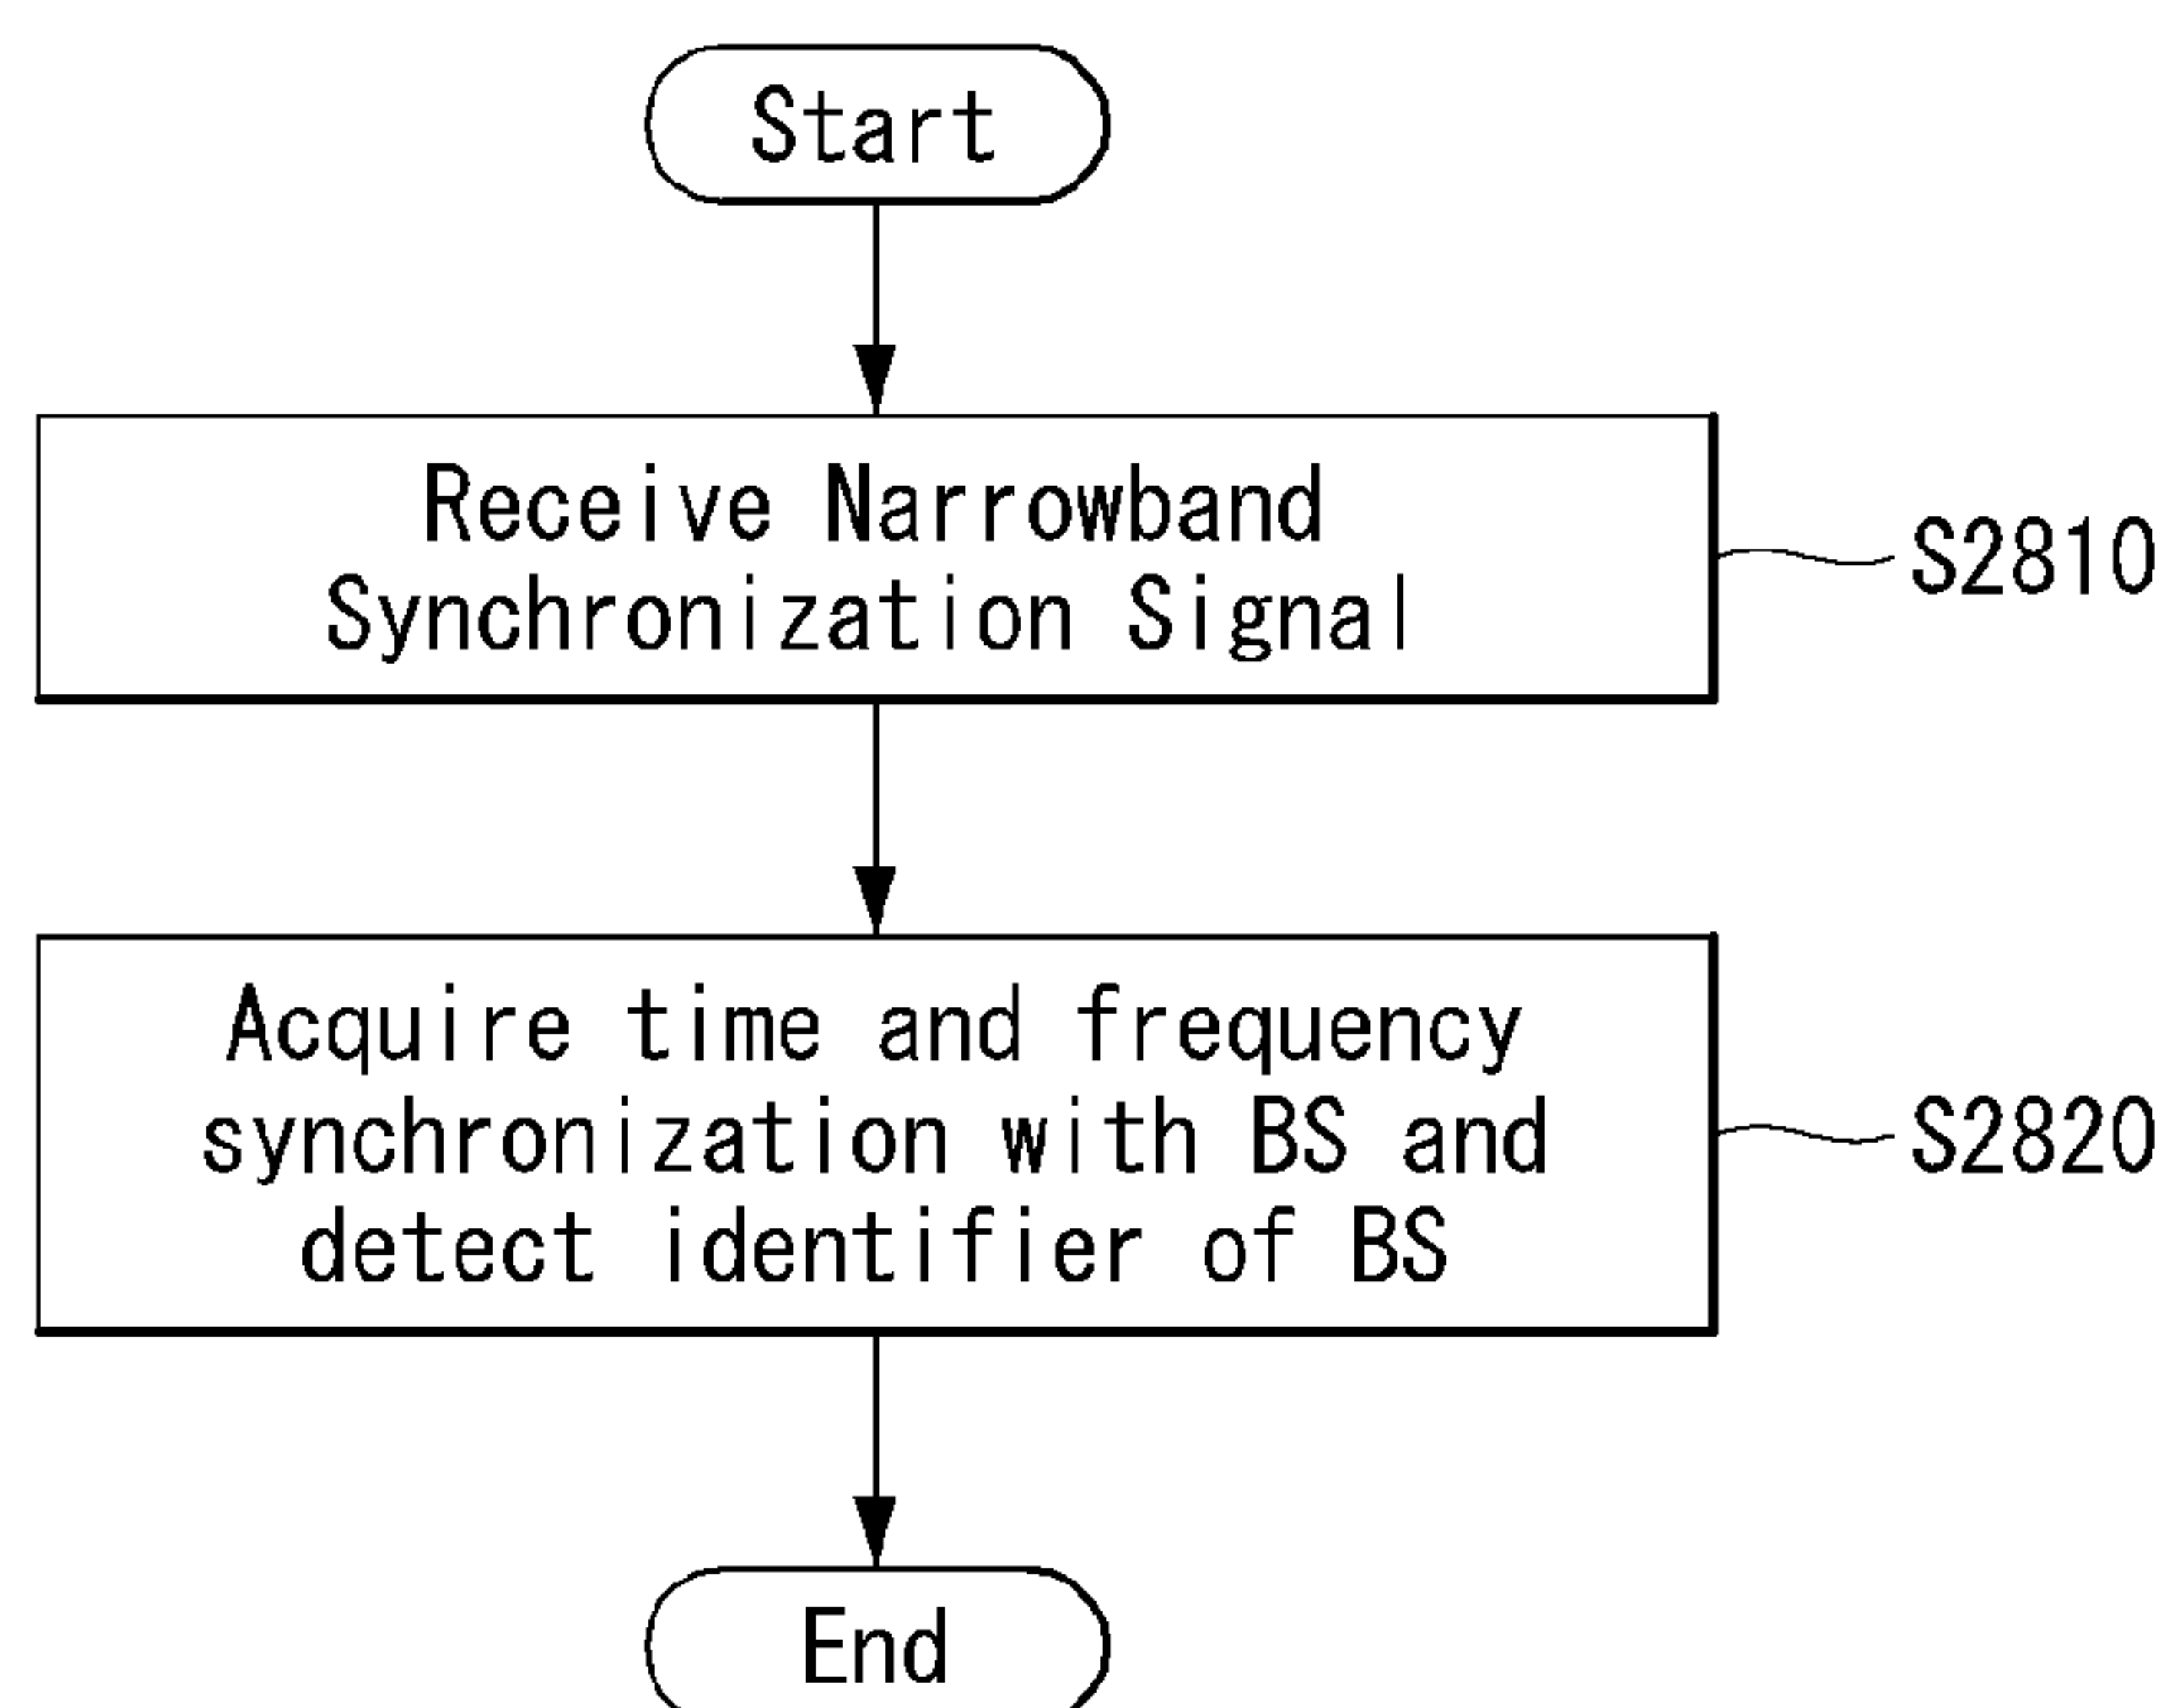 Start
Receive Narrowband
Synchronization Signal
S2810
Acquire time and frequency
synchronization with BS and
detect identifier of BS
S2820
End